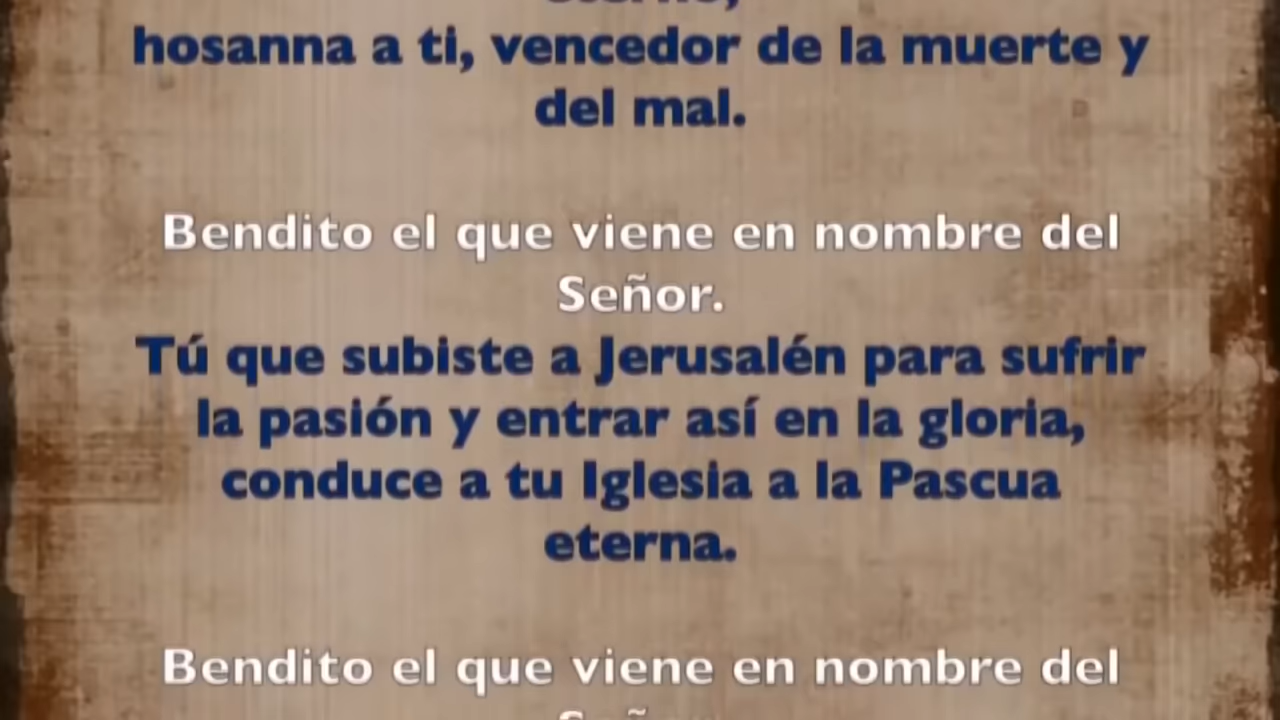 hosanna a ti, vencedor de la muerte y
del mal.
Bendito el que viene en nombre del
Señor.
Tú que subiste a Jerusalén para sufrir
la pasión y entrar así en la gloria,
conduce a tu Iglesia a la Pascua
eterna.
Bendito el que viene en nombre del